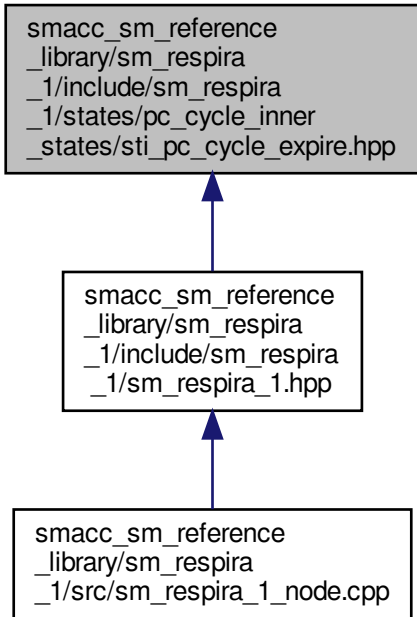 smacc_sm_reference
_library/sm_respira
_1/include/sm_respira
_1/states/pc_cycle_inner
_states/sti_pc_cycle_expire.hpp
smacc_sm_reference
_library/sm_respira
_1/include/sm_respira
_1/sm_respira_1.hpp
smacc_sm_reference
_library/sm_respira
_1/src/sm_respira_1_node.cpp